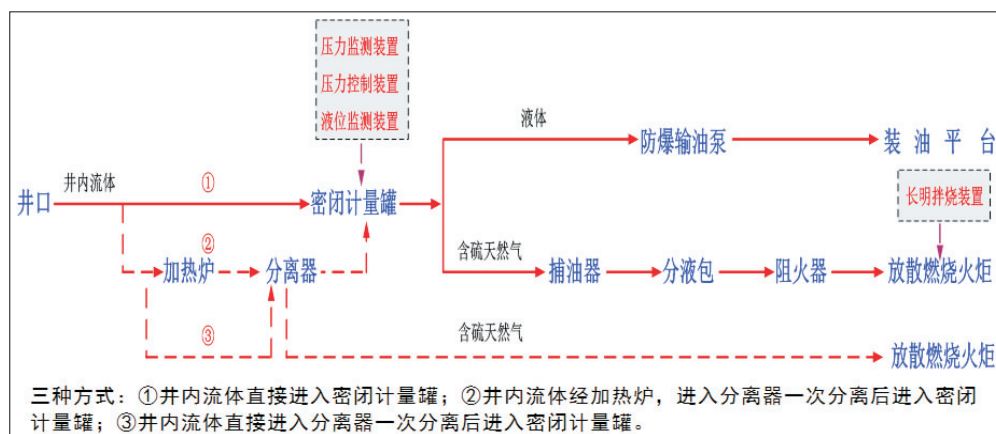 压力监测装置
压力控制装置
液位监测装置
液体
防爆输油泵
装油平台
井口
井内流体
①
密闭计量罐
长明拌烧装置
②
加热炉
分离器
含硫天然气
捕油器
分液包
阻火器
放散燃烧火炬
③
含硫天然气
放散燃烧火炬
三种方式：①井内流体直接进入密闭计量罐；②井内流体经加热炉，进入分离器一次分离后进入密闭
计量罐；③井内流体直接进入分离器一次分离后进入密闭计量罐。